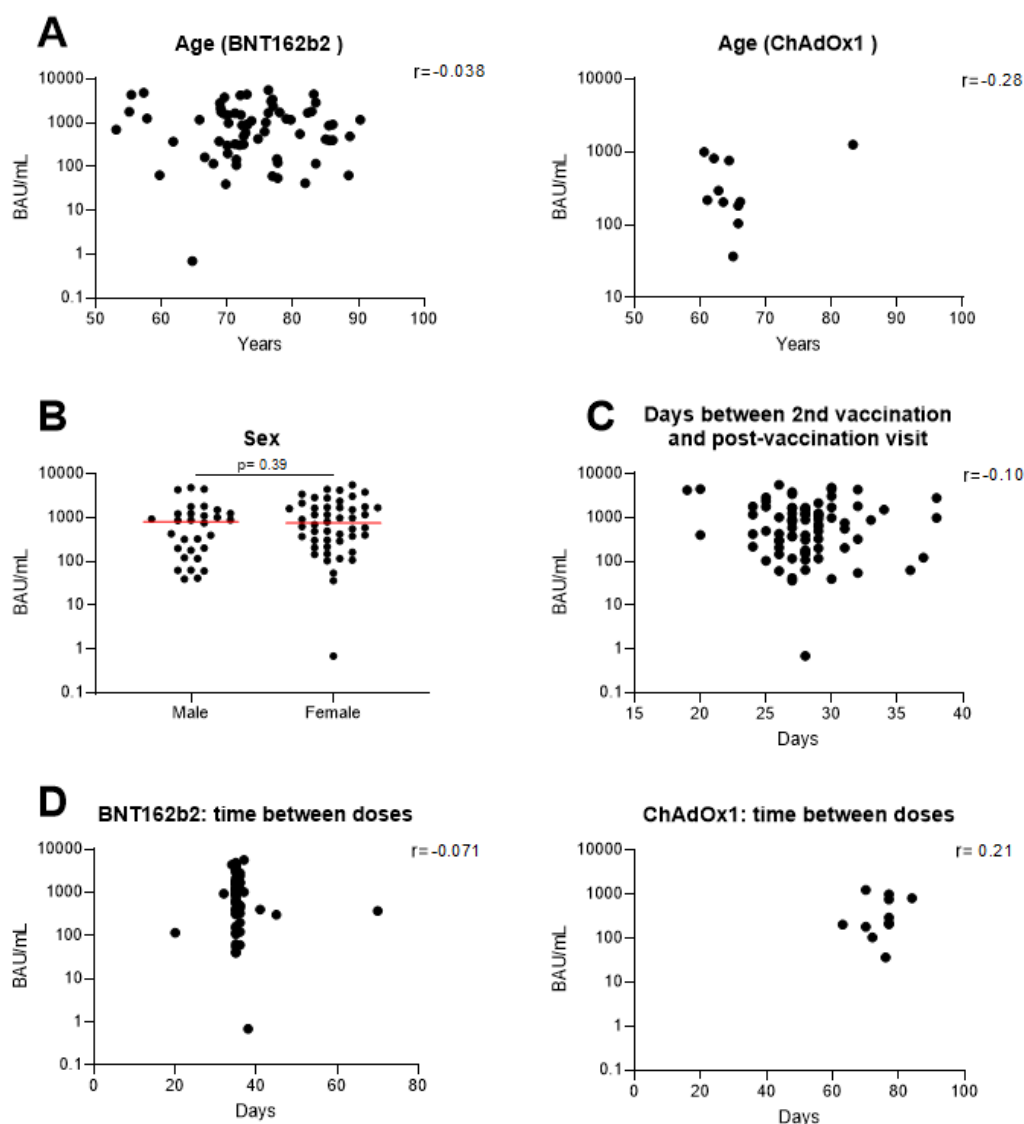 A
Age (BNT162b2 )
r=-0.038
10000
1000
100
10
1
0.1
BAU/mL
50 60 70 80 90 100
Years
Age (ChAdOx1 )
r=-0.28
10000
1000
100
10
BAU/mL
50 60 70 80 90 100
Years
B
Sex
p= 0.39
10000
1000
100
10
1
0.1
BAU/mL
Male Female
C
Days between 2nd vaccination
and post-vaccination visit
r=-0.10
10000
1000
100
10
1
0.1
BAU/mL
15 20 25 30 35 40
Days
D
BNT162b2: time between doses
r=-0.071
10000
1000
100
10
1
0.1
BAU/mL
0 20 40 60 80
Days
ChAdOx1: time between doses
r= 0.21
10000
1000
100
10
1
0.1
BAU/mL
0 20 40 60 80 100
Days